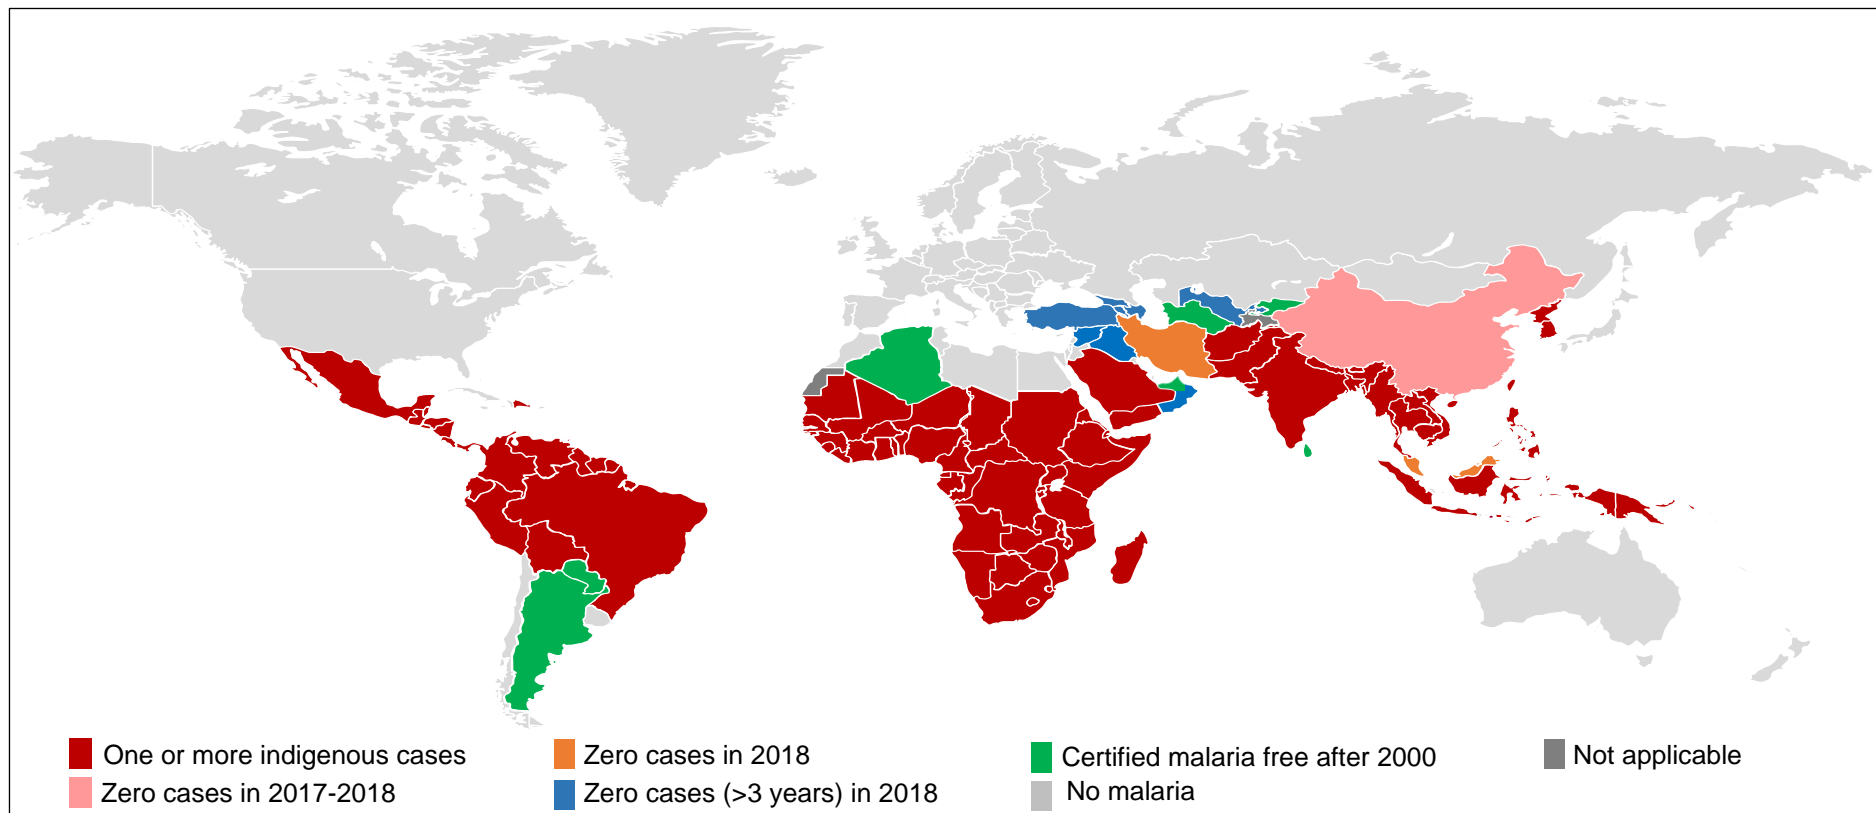 One or more indigenous cases
Zero cases in 2018
Certified malaria free after 2000
Not applicable
Zero cases in 2017-2018
Zero cases (>3 years) in 2018
No malaria